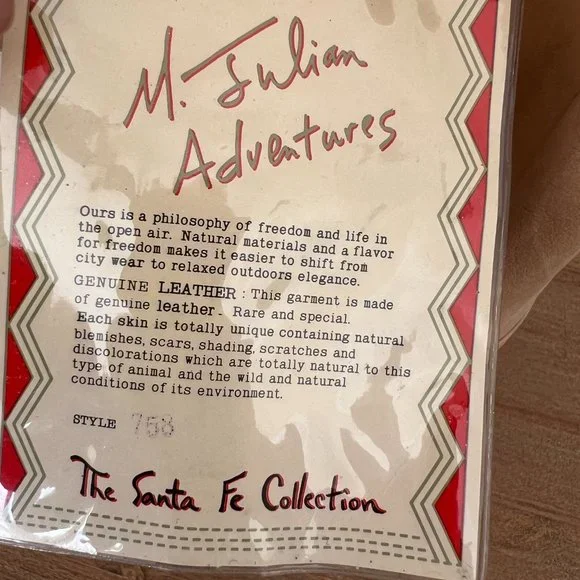 M. Julian
Adventures
Ours is a philosophy of freedom and life in
the open air. Natural materials and a flavor
for freedom makes it easier to shift from
city wear to relaxed outdoors elegance.
GENUINE LEATHER : This garment is made
of genuine leather. Rare and special.
Each skin is totally unique containing natural
blemishes, scars, shading, scratches and
discolorations which are totally natural to this
type of animal and the wild and natural
conditions of its environment.
STYLE 758
The Santa Fe Collection